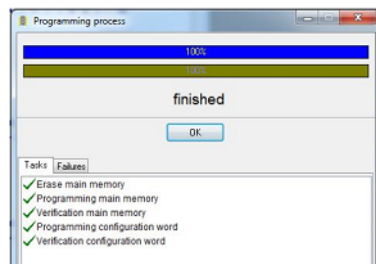 Programming process
100%
100%
finished
OK
Tasks Failures
Erase main memory
Programming main memory
Verification main memory
Programming configuration word
Verification configuration word